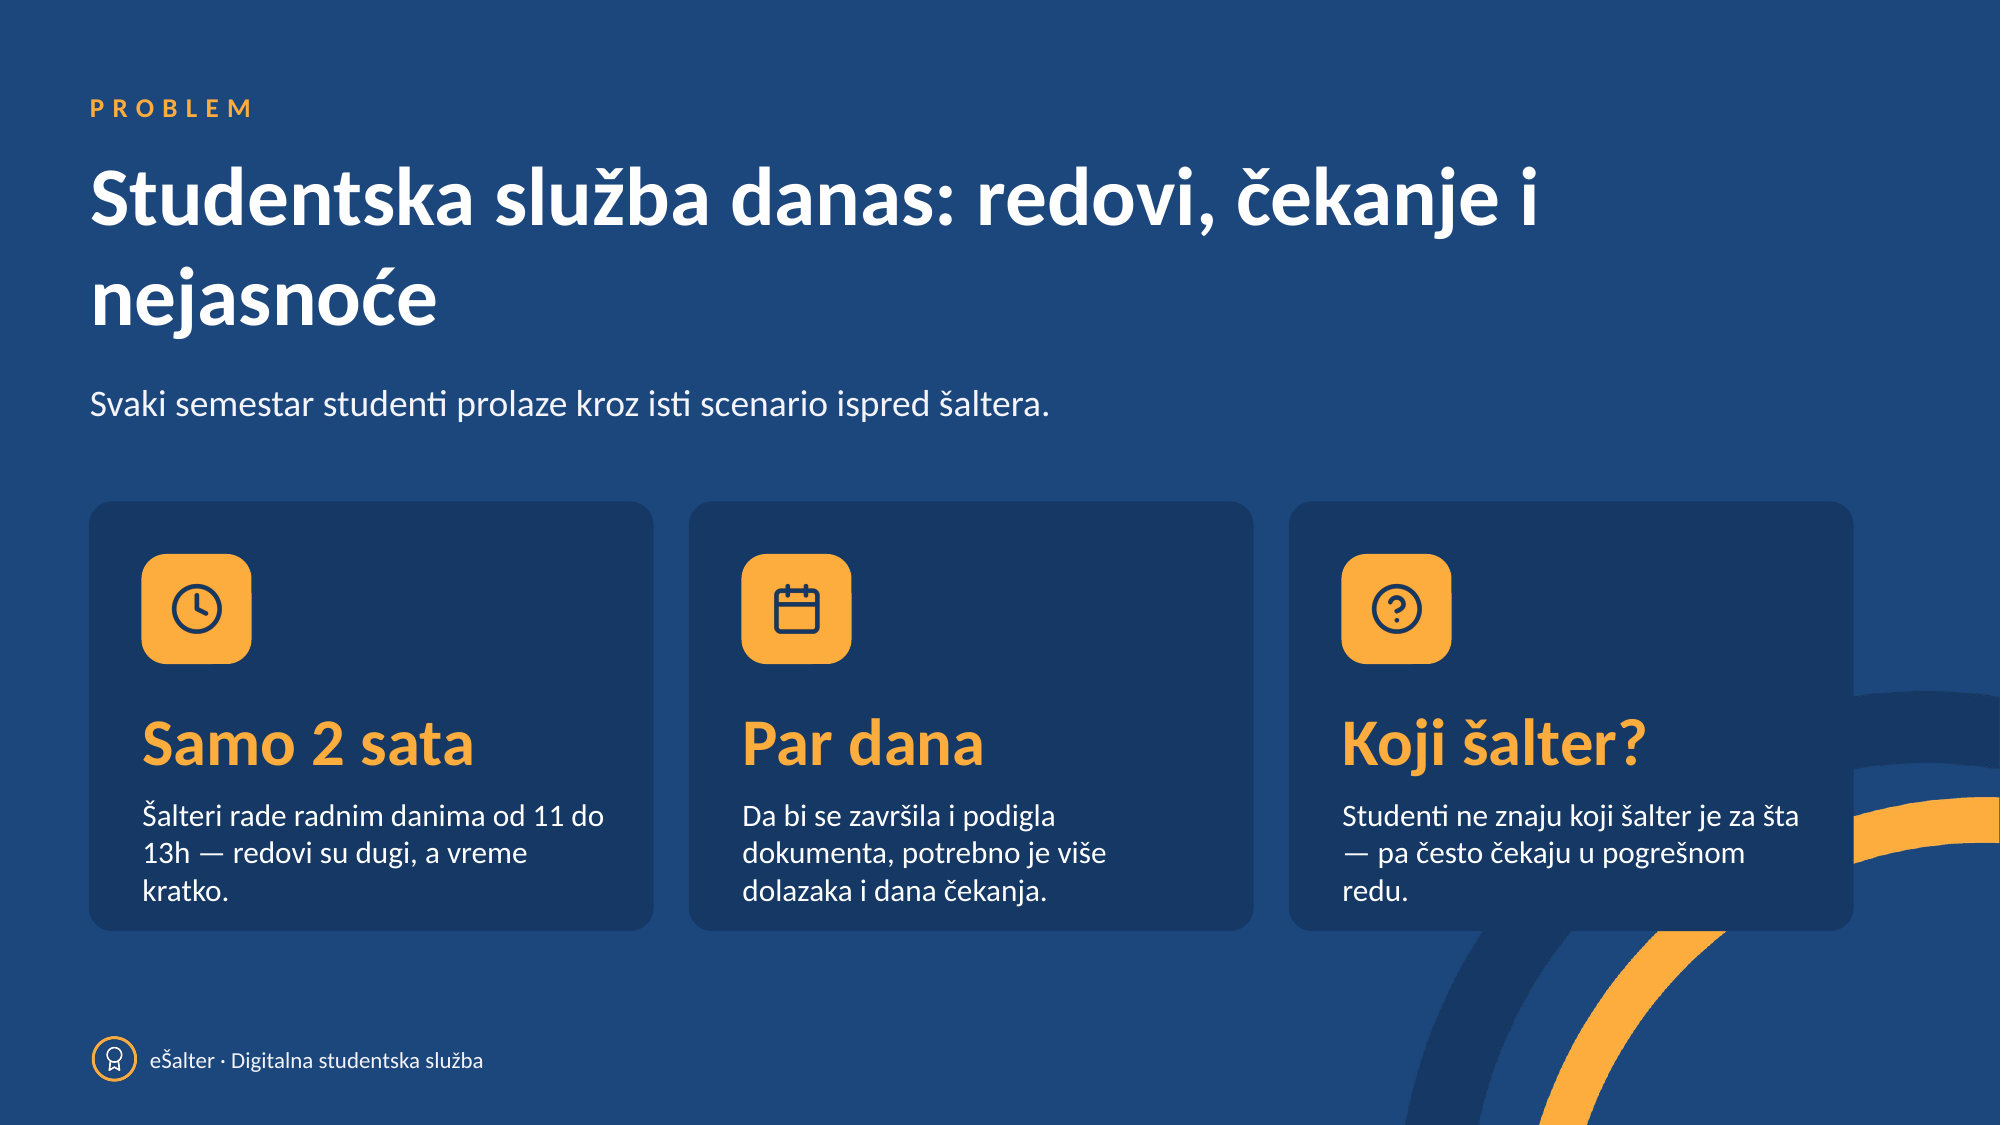 PROBLEM
Studentska služba danas: redovi, čekanje i
nejasnoće
Svaki semestar studenti prolaze kroz isti scenario ispred šaltera.
Samo 2 sata
Šalteri rade radnim danima od 11 do
13h — redovi su dugi, a vreme
kratko.
Par dana
Da bi se završila i podigla
dokumenta, potrebno je više
dolazaka i dana čekanja.
Koji šalter?
Studenti ne znaju koji šalter je za šta
— pa često čekaju u pogrešnom
redu.
eŠalter · Digitalna studentska služba